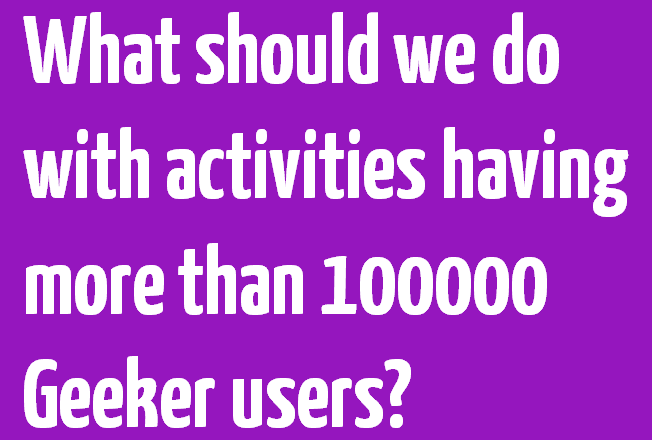 What should we do
with activities having
more than 100000
Geeker users?